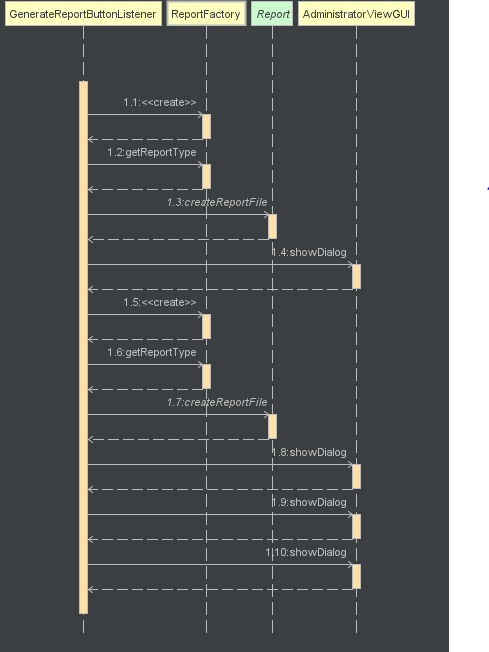 GenerateReportButtonListener ReportFactory Report AdministratorViewGUI
1.1:<<create>>
1.2:getReportType
1.3:createReportFile
1.4:showDialog
1.5:<<create>>
1.6:getReportType
1.7:createReportFile
1.8:showDialog
1.9:showDialog
1.10:showDialog